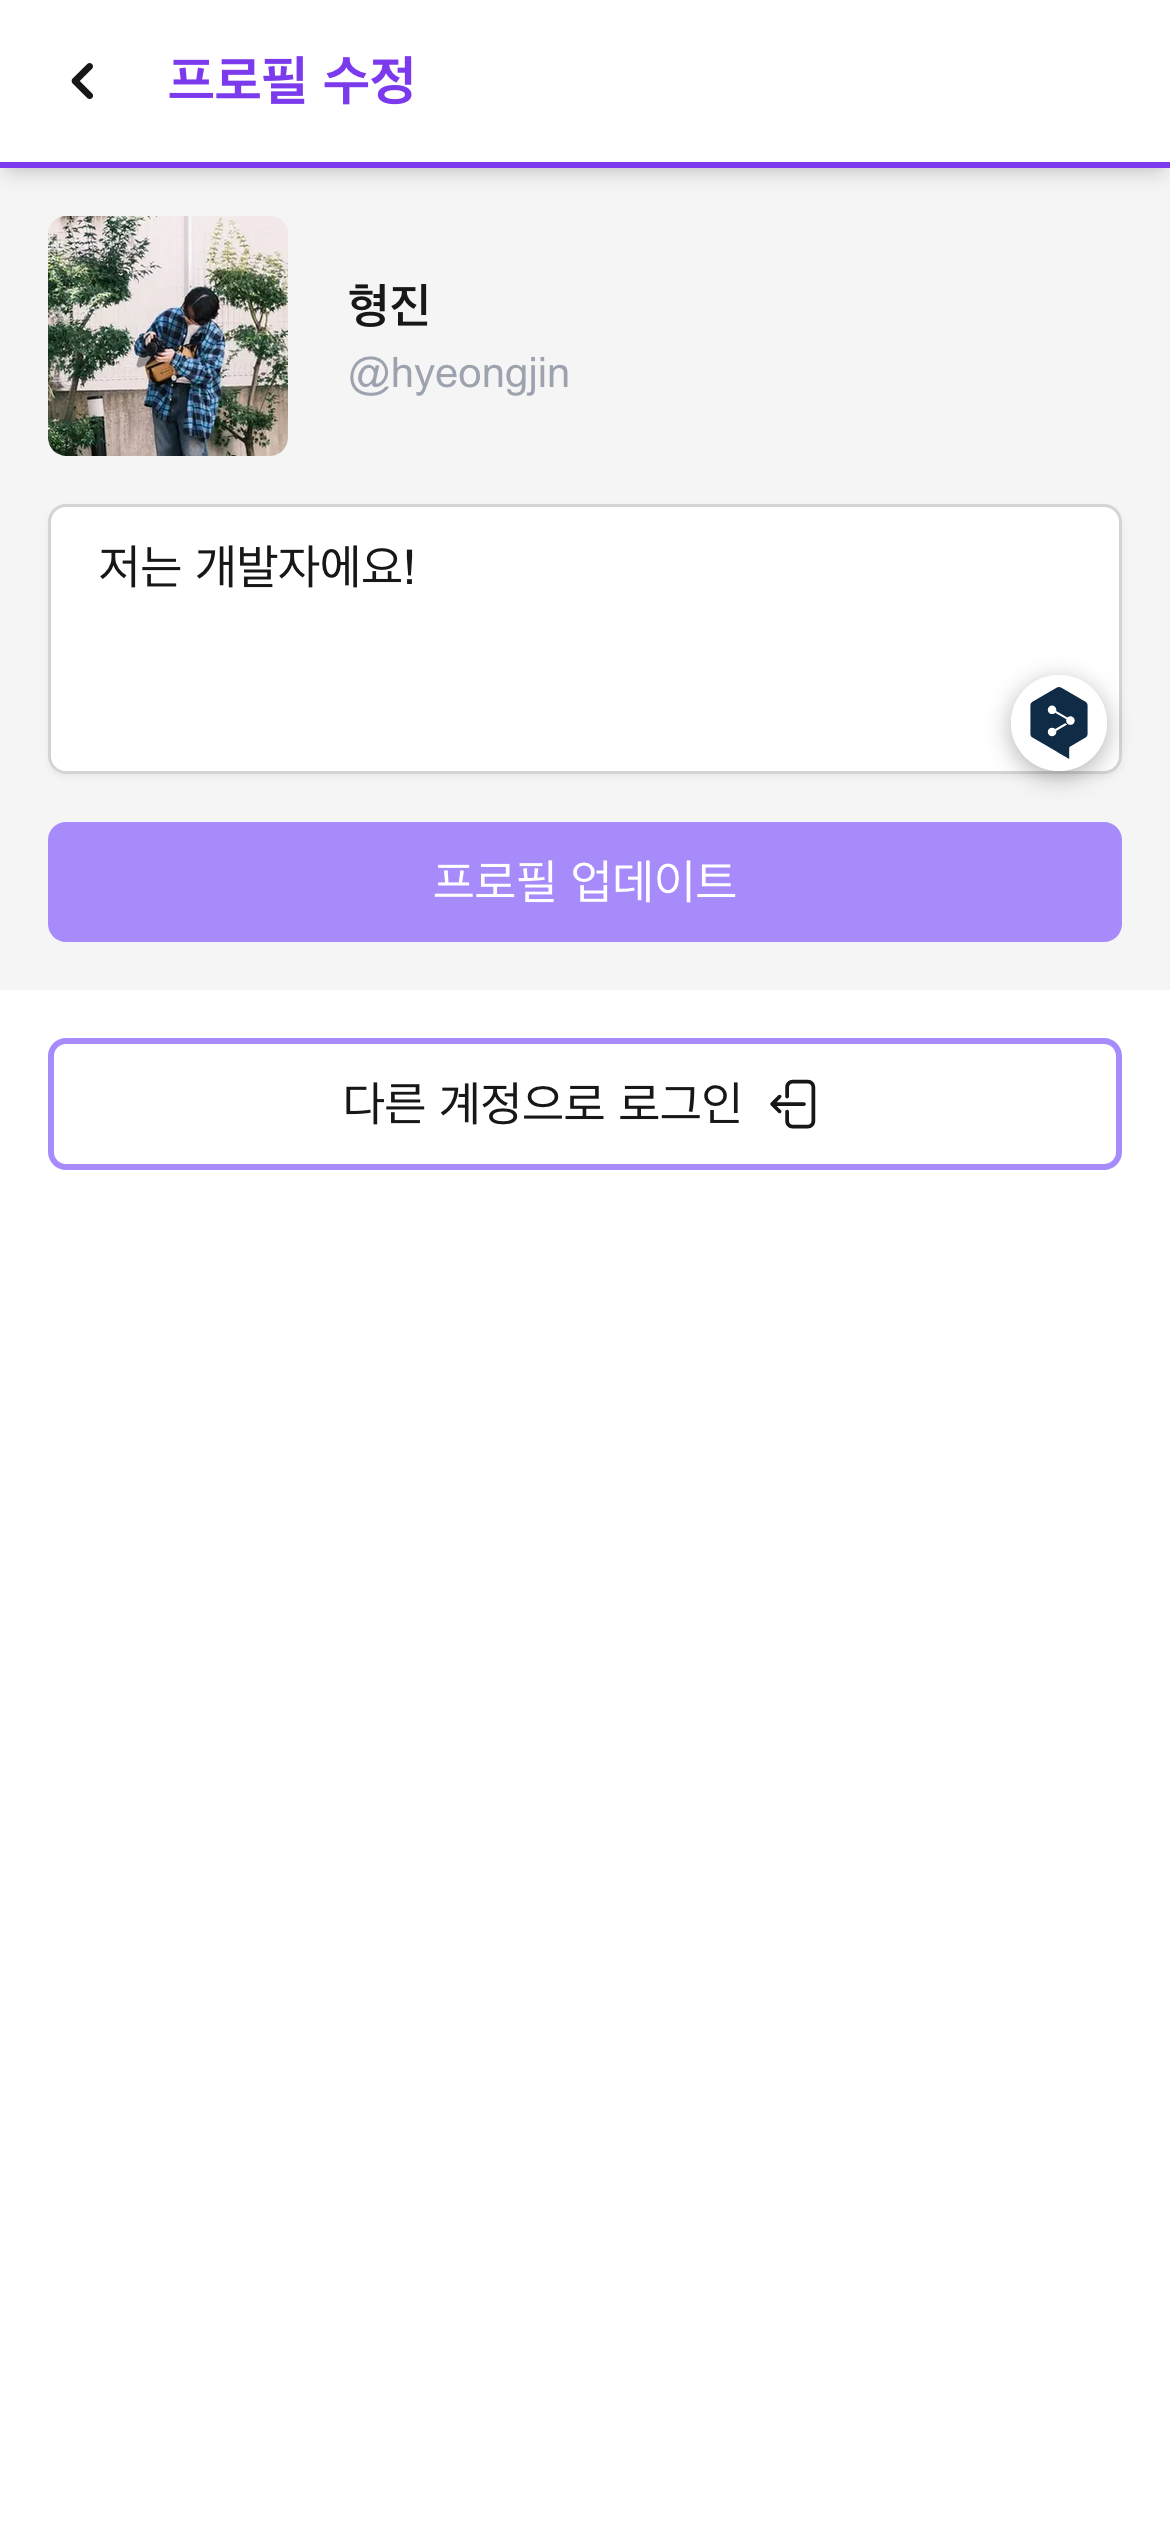 프로필 수정
형진
@hyeongjin
저는 개발자에요!
프로필 업데이트
다른 계정으로 로그인